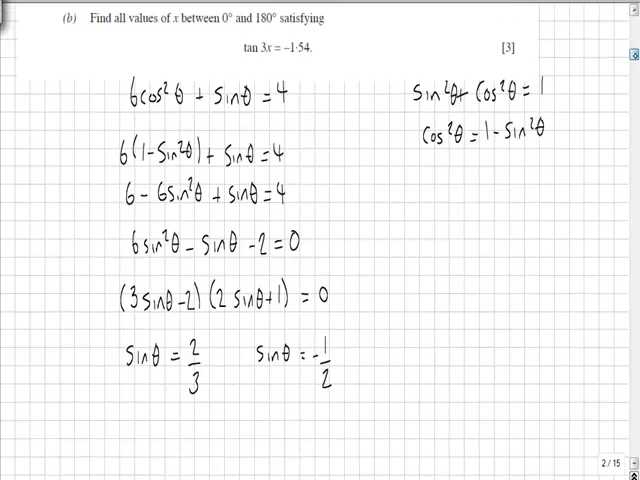 (b) Find all values of x between 0° and 180° satisfying
tan 3x = −1·54. [3]
6cos²θ + sinθ = 4
sin²θ + cos²θ = 1
cos²θ = 1 − sin²θ
6(1 − sin²θ) + sinθ = 4
6 − 6sin²θ + sinθ = 4
6sin²θ − sinθ − 2 = 0
(3sinθ − 2)(2sinθ + 1) = 0
sinθ = 2/3 sinθ = −1/2
2 / 15